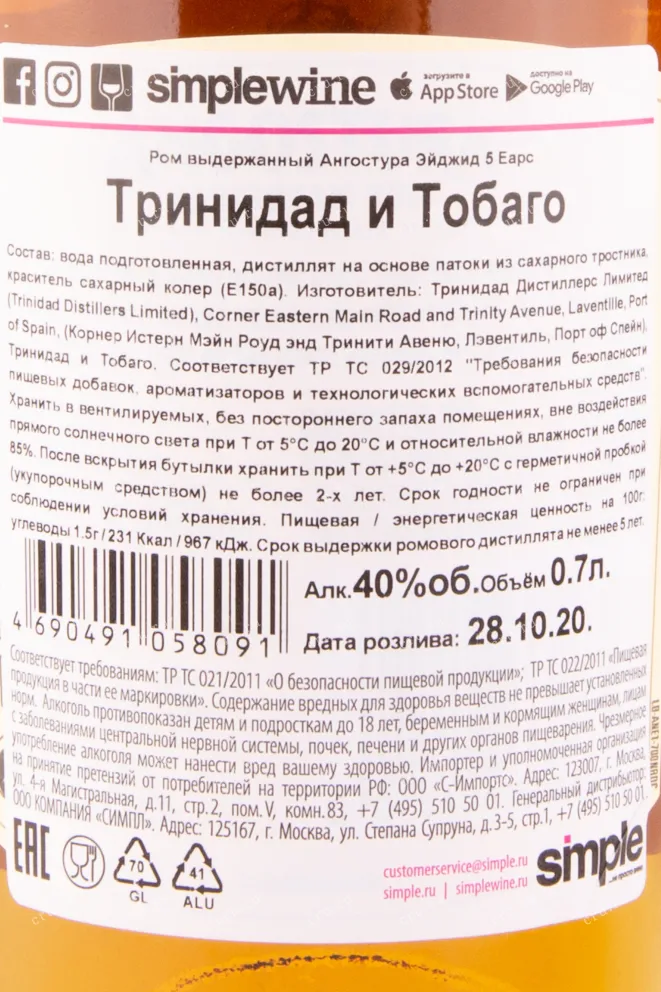 simplewine
загрузите в
App Store
доступно на
Google Play
Ром выдержанный Ангостура Эйджид 5 Еарс
Тринидад и Тобаго
Состав: вода подготовленная, дистиллят на основе патоки из сахарного тростника,
краситель сахарный колер (Е150а). Изготовитель: Тринидад Дистиллерс Лимитед
(Trinidad Distillers Limited), Corner Eastern Main Road and Trinity Avenue, Laventille, Port
of Spain, (Корнер Истерн Мэйн Роуд энд Тринити Авеню, Лэвентиль, Порт оф Спейн),
Тринидад и Тобаго. Соответствует ТР ТС 029/2012 "Требования безопасности
пищевых добавок, ароматизаторов и технологических вспомогательных средств".
Хранить в вентилируемых, без постороннего запаха помещениях, вне воздействия
прямого солнечного света при Т от 5°С до 20°С и относительной влажности не более
85%. После вскрытия бутылки хранить при Т от +5°С до +20°С с герметичной пробкой
(укупорочным средством) не более 2-х лет. Срок годности не ограничен при
соблюдении условий хранения. Пищевая / энергетическая ценность на 100г:
углеводы 1.5г / 231 Ккал / 967 кДж. Срок выдержки ромового дистиллята не менее 5 лет.
Алк.40%об.Объём 0.7л.
4 690491 058091
Дата розлива: 28.10.20.
Соответствует требованиям: ТР ТС 021/2011 «О безопасности пищевой продукции»; ТР ТС 022/2011 «Пищевая
продукция в части ее маркировки». Содержание вредных для здоровья веществ не превышает установленных
норм. Алкоголь противопоказан детям и подросткам до 18 лет, беременным и кормящим женщинам, лицам
с заболеваниями центральной нервной системы, почек, печени и других органов пищеварения. Чрезмерное
употребление алкоголя может нанести вред вашему здоровью. Импортер и уполномоченная организация
на принятие претензий от потребителей на территории РФ: ООО «С-Импортс». Адрес: 123007, г. Москва,
ул. 4-я Магистральная, д.11, стр.2, пом.V, комн.83, +7 (495) 510 50 01. Генеральный дистрибьютор:
ООО КОМПАНИЯ «СИМПЛ». Адрес: 125167, г. Москва, ул. Степана Супруна, д.3-5, стр.1, +7 (495) 510 50 01.
EAC
70
GL
41
ALU
customerservice@simple.ru
simple.ru | simplewine.ru
simple
...не просто вино